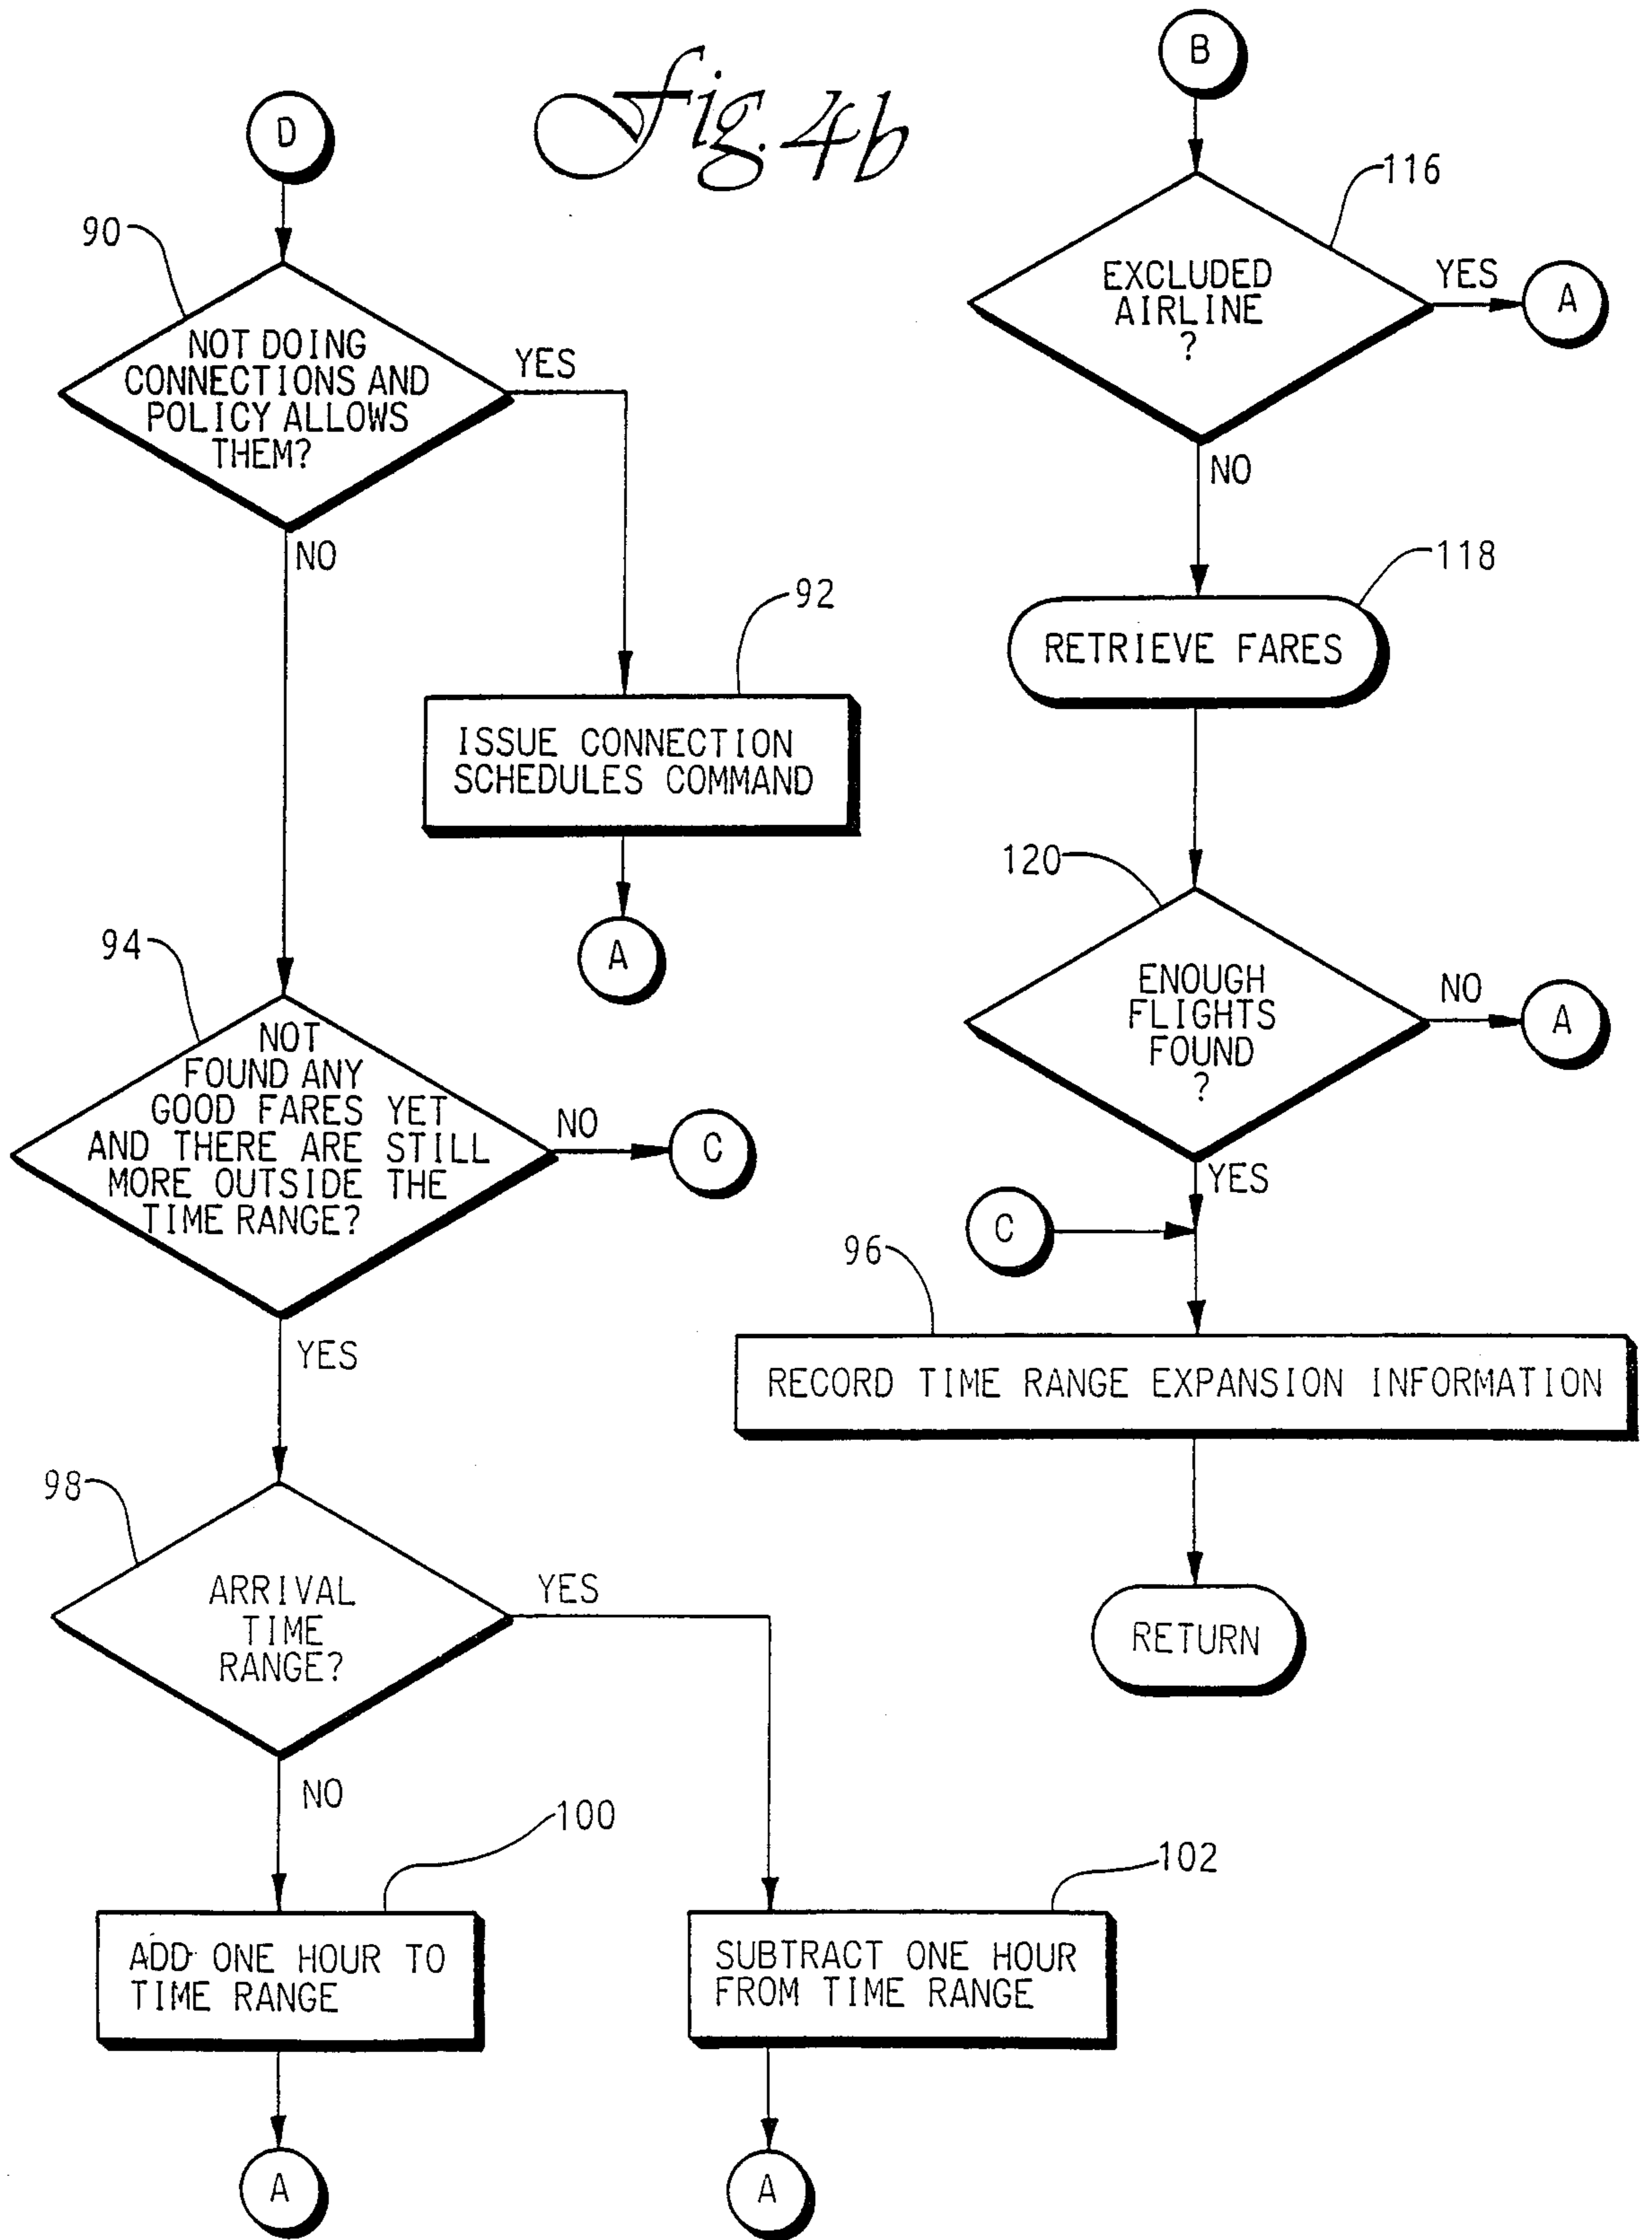 Fig. 4b
D
90
NOT DOING
CONNECTIONS AND
POLICY ALLOWS
THEM?
YES
NO
92
ISSUE CONNECTION
SCHEDULES COMMAND
A
94
NOT
FOUND ANY
GOOD FARES YET
AND THERE ARE STILL
MORE OUTSIDE THE
TIME RANGE?
NO
C
YES
98
ARRIVAL
TIME
RANGE?
YES
NO
100
ADD ONE HOUR TO
TIME RANGE
A
102
SUBTRACT ONE HOUR
FROM TIME RANGE
A
B
116
EXCLUDED
AIRLINE
?
YES
A
NO
118
RETRIEVE FARES
120
ENOUGH
FLIGHTS
FOUND
?
NO
A
YES
C
96
RECORD TIME RANGE EXPANSION INFORMATION
RETURN